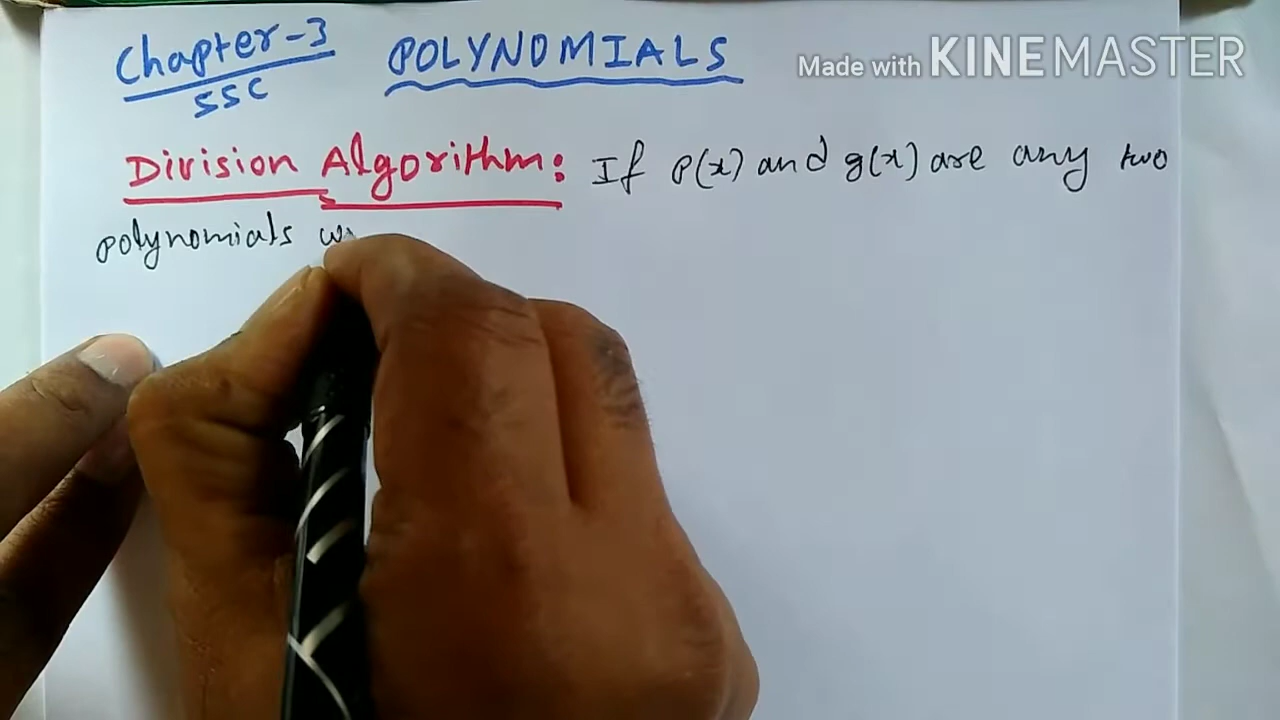 Chapter-3 POLYNOMIALS
SSC
Made with KINEMASTER
Division Algorithm: If p(x) and g(x) are any two
polynomials